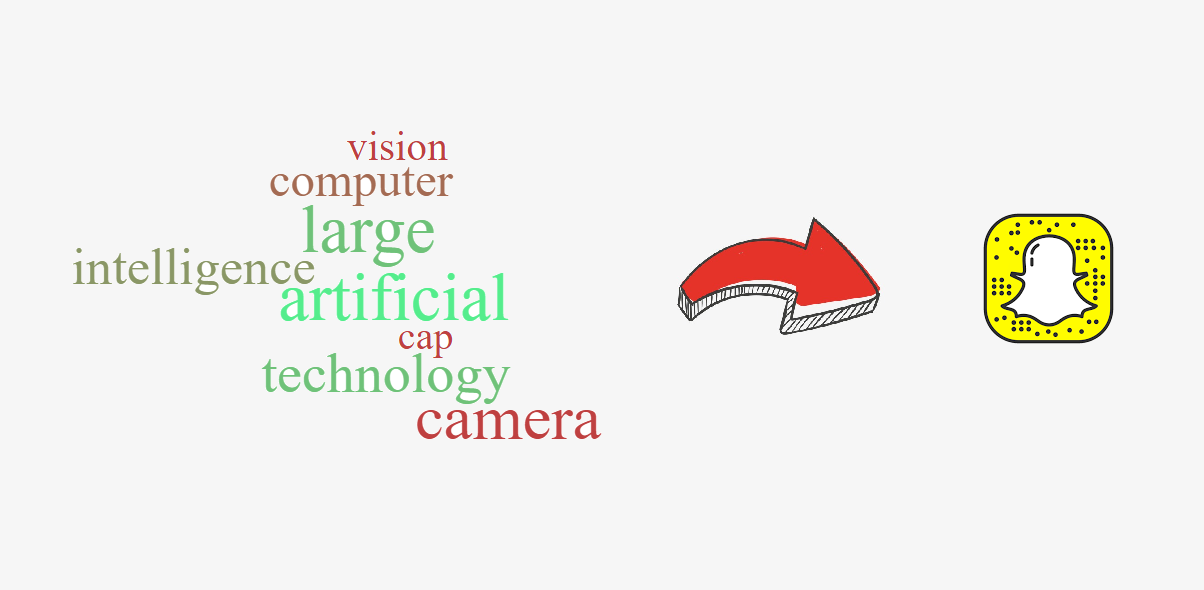 vision
computer
large
intelligence
artificial
cap
technology
camera